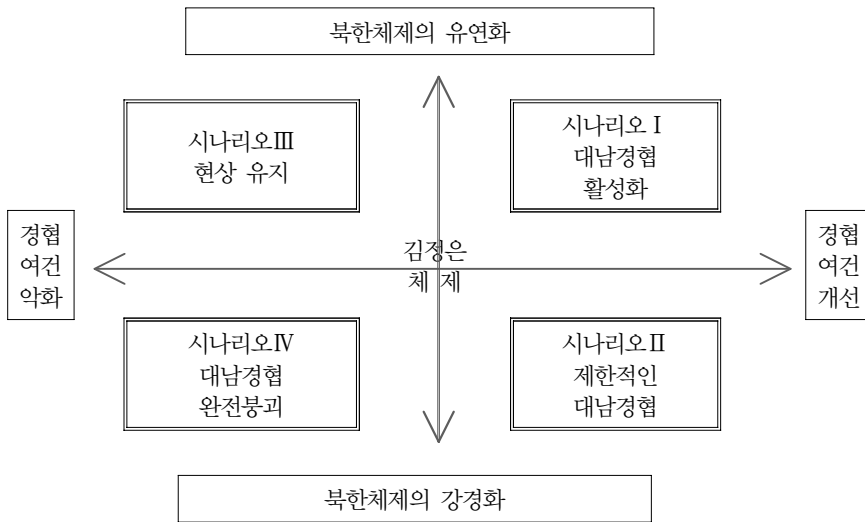 북한체제의 유연화
시나리오Ⅲ
현상 유지
시나리오Ⅰ
대남경협
활성화
경협
여건
악화
김정은
체 제
경협
여건
개선
시나리오Ⅳ
대남경협
완전붕괴
시나리오Ⅱ
제한적인
대남경협
북한체제의 강경화